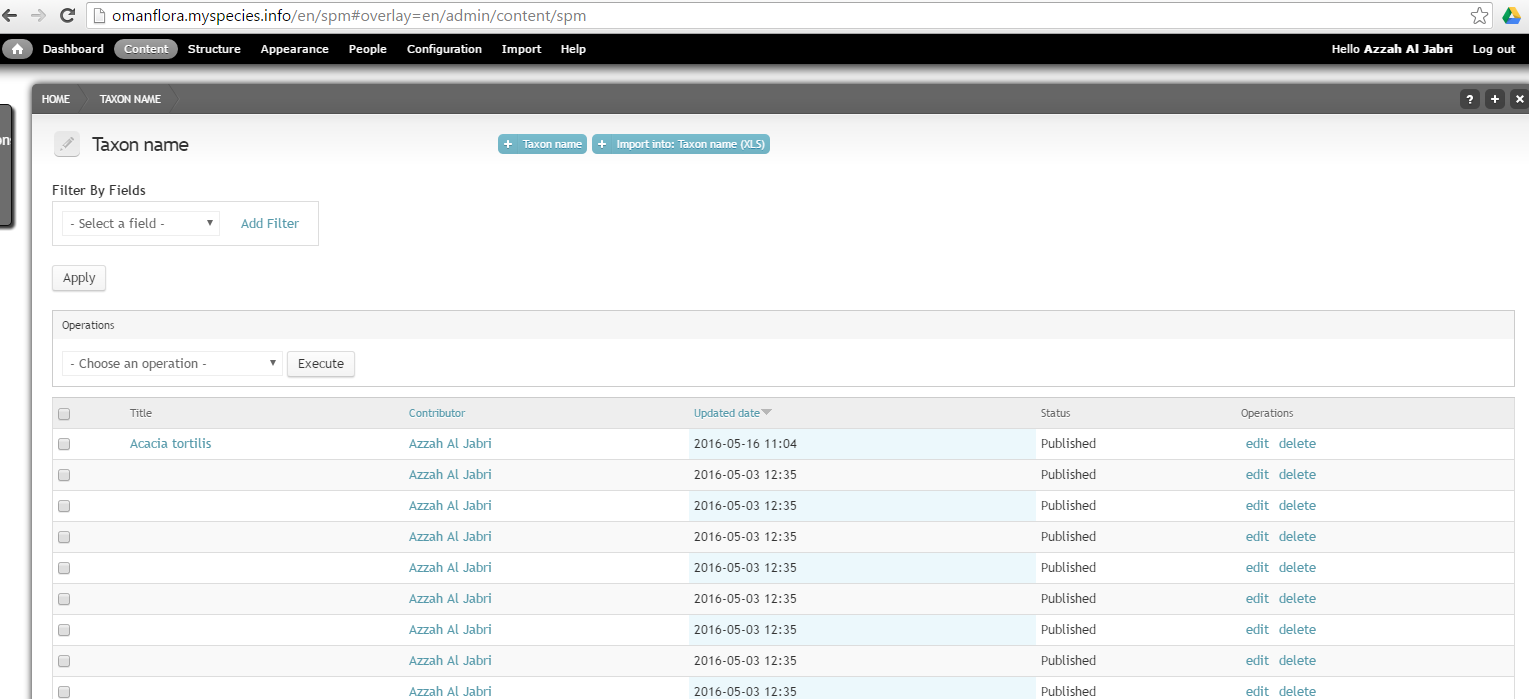 omanflora.myspecies.info/en/spm#overlay=en/admin/content/spm
Dashboard Content Structure Appearance People Configuration Import Help Hello Azzah Al Jabri Log out
HOME TAXON NAME ? + ×
Taxon name + Taxon name + Import into: Taxon name (XLS)
Filter By Fields
- Select a field - Add Filter
Apply
Operations
- Choose an operation - Execute
Title Contributor Updated date Status Operations
Acacia tortilis Azzah Al Jabri 2016-05-16 11:04 Published edit delete
Azzah Al Jabri 2016-05-03 12:35 Published edit delete
Azzah Al Jabri 2016-05-03 12:35 Published edit delete
Azzah Al Jabri 2016-05-03 12:35 Published edit delete
Azzah Al Jabri 2016-05-03 12:35 Published edit delete
Azzah Al Jabri 2016-05-03 12:35 Published edit delete
Azzah Al Jabri 2016-05-03 12:35 Published edit delete
Azzah Al Jabri 2016-05-03 12:35 Published edit delete
Azzah Al Jabri 2016-05-03 12:35 Published edit delete